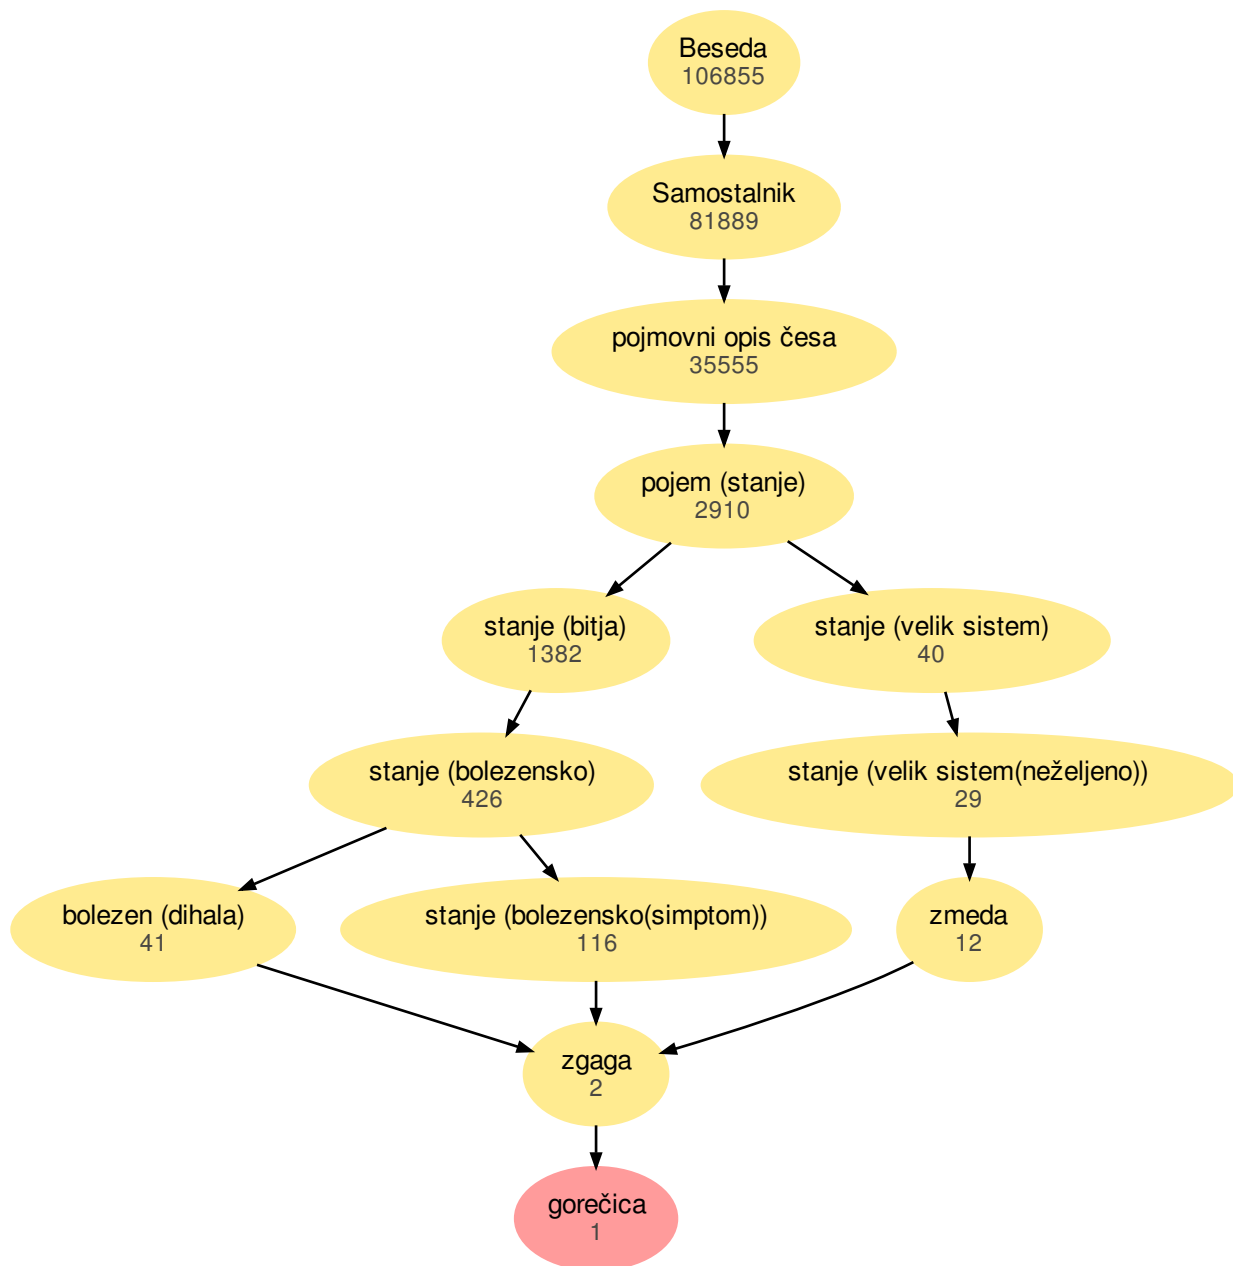 Beseda
106855
Samostalnik
81889
pojmovni opis česa
35555
pojem (stanje)
2910
stanje (bitja)
1382
stanje (velik sistem)
40
stanje (bolezensko)
426
stanje (velik sistem(neželjeno))
29
bolezen (dihala)
41
stanje (bolezensko(simptom))
116
zmeda
12
zgaga
2
gorečica
1